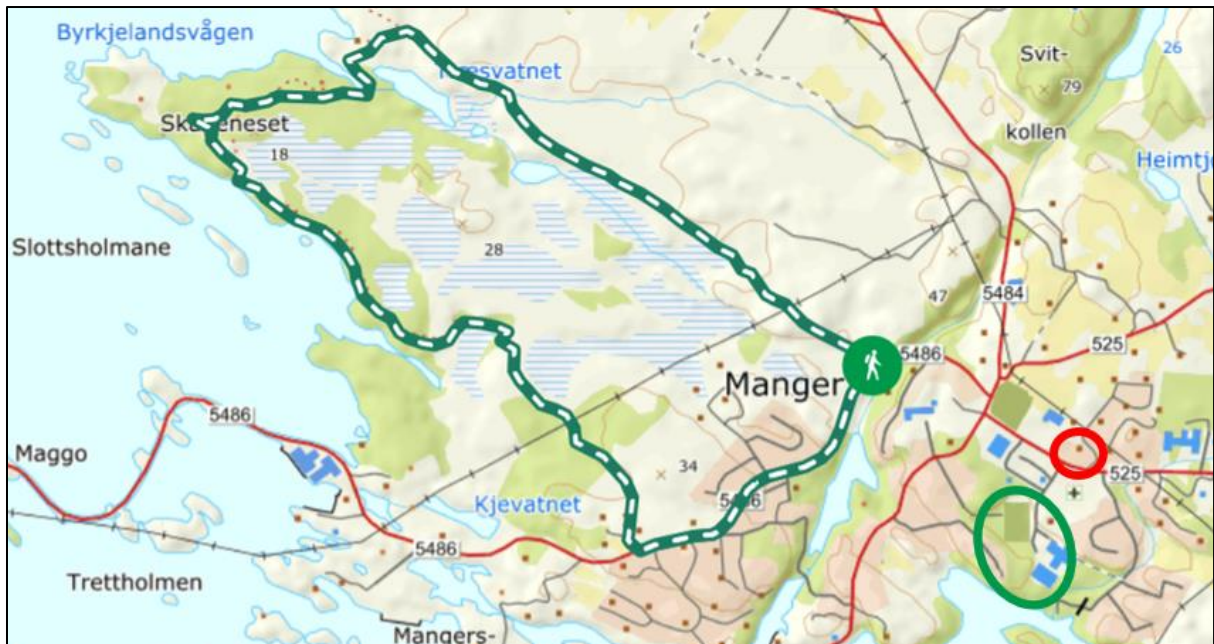 Byrkjelandsvågen
Svit-
26
79
kollen
18
Heimtj
Slottsholmane
28
47
5484
5486
525
Manger
5486
Maggo
34
525
Kjevatnet
5486
Trettholmen
Mangers-